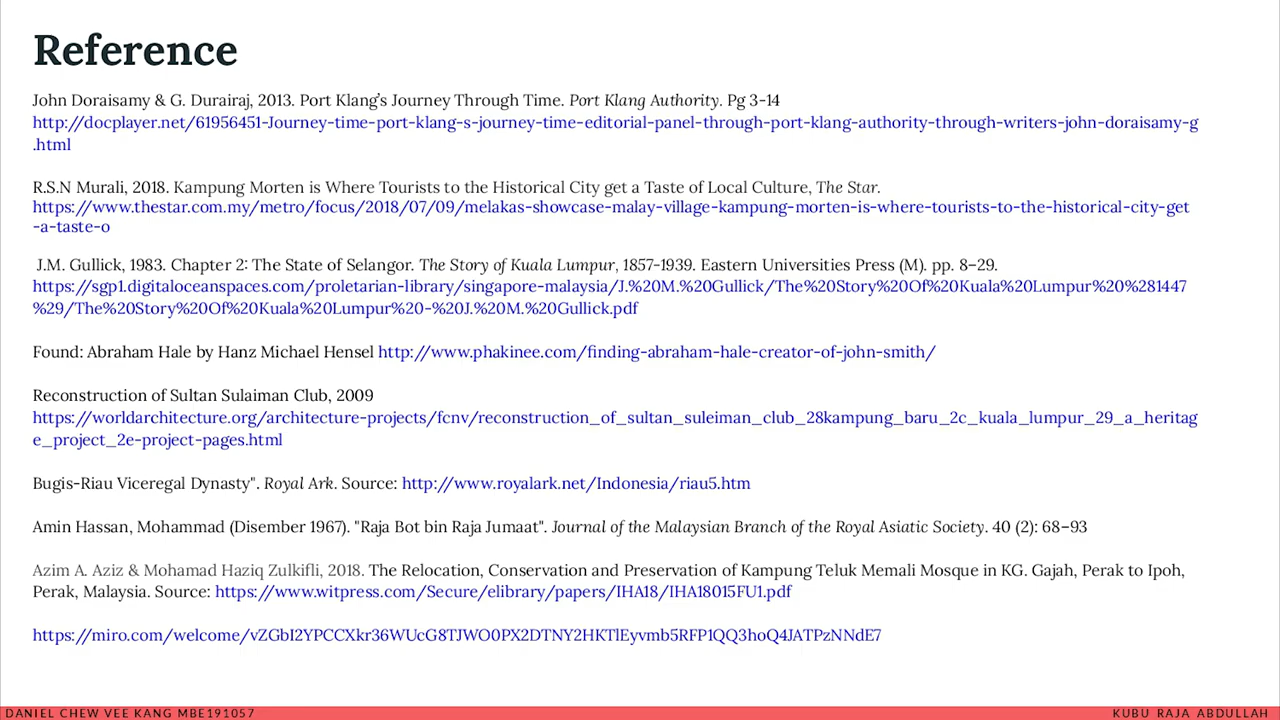 Reference
John Doraisamy & G. Durairaj, 2013. Port Klang's Journey Through Time. Port Klang Authority. Pg 3-14
http://docplayer.net/61956451-Journey-time-port-klang-s-journey-time-editorial-panel-through-port-klang-authority-through-writers-john-doraisamy-g
.html
R.S.N Murali, 2018. Kampung Morten is Where Tourists to the Historical City get a Taste of Local Culture, The Star.
https://www.thestar.com.my/metro/focus/2018/07/09/melakas-showcase-malay-village-kampung-morten-is-where-tourists-to-the-historical-city-get
-a-taste-o
J.M. Gullick, 1983. Chapter 2: The State of Selangor. The Story of Kuala Lumpur, 1857-1939. Eastern Universities Press (M). pp. 8–29.
https://sgp1.digitaloceanspaces.com/proletarian-library/singapore-malaysia/J.%20M.%20Gullick/The%20Story%20Of%20Kuala%20Lumpur%20%281447
%29/The%20Story%20Of%20Kuala%20Lumpur%20-%20J.%20M.%20Gullick.pdf
Found: Abraham Hale by Hanz Michael Hensel http://www.phakinee.com/finding-abraham-hale-creator-of-john-smith/
Reconstruction of Sultan Sulaiman Club, 2009
https://worldarchitecture.org/architecture-projects/fcnv/reconstruction_of_sultan_suleiman_club_28kampung_baru_2c_kuala_lumpur_29_a_heritag
e_project_2e-project-pages.html
Bugis-Riau Viceregal Dynasty". Royal Ark. Source: http://www.royalark.net/Indonesia/riau5.htm
Amin Hassan, Mohammad (Disember 1967). "Raja Bot bin Raja Jumaat". Journal of the Malaysian Branch of the Royal Asiatic Society. 40 (2): 68–93
Azim A. Aziz & Mohamad Haziq Zulkifli, 2018. The Relocation, Conservation and Preservation of Kampung Teluk Memali Mosque in KG. Gajah, Perak to Ipoh,
Perak, Malaysia. Source: https://www.witpress.com/Secure/elibrary/papers/IHA18/IHA18015FU1.pdf
https://miro.com/welcome/vZGbI2YPCCXkr36WUcG8TJWO0PX2DTNY2HKTlEyvmb5RFP1QQ3hoQ4JATPzNNdE7
DANIEL CHEW VEE KANG MBE191057
KUBU RAJA ABDULLAH